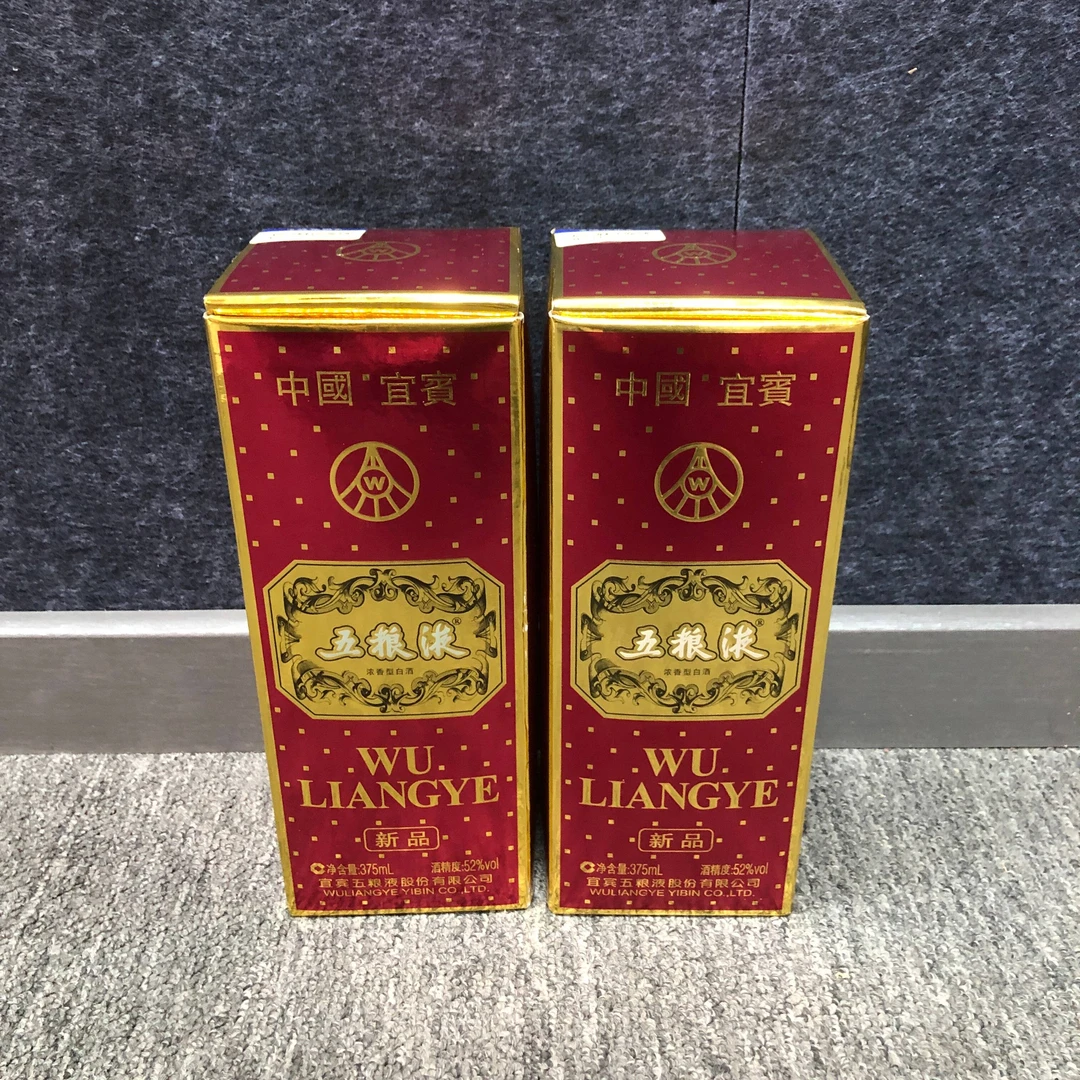 中國 宜賓
W
五粮液®
浓香型白酒
WU
LIANGYE
新品
净含量:375mL 酒精度:52%vol
宜宾五粮液股份有限公司
WULIANGYE YIBIN CO.,LTD.
中國 宜賓
W
五粮液®
浓香型白酒
WU
LIANGYE
新品
净含量:375mL 酒精度:52%vol
宜宾五粮液股份有限公司
WULIANGYE YIBIN CO.,LTD.